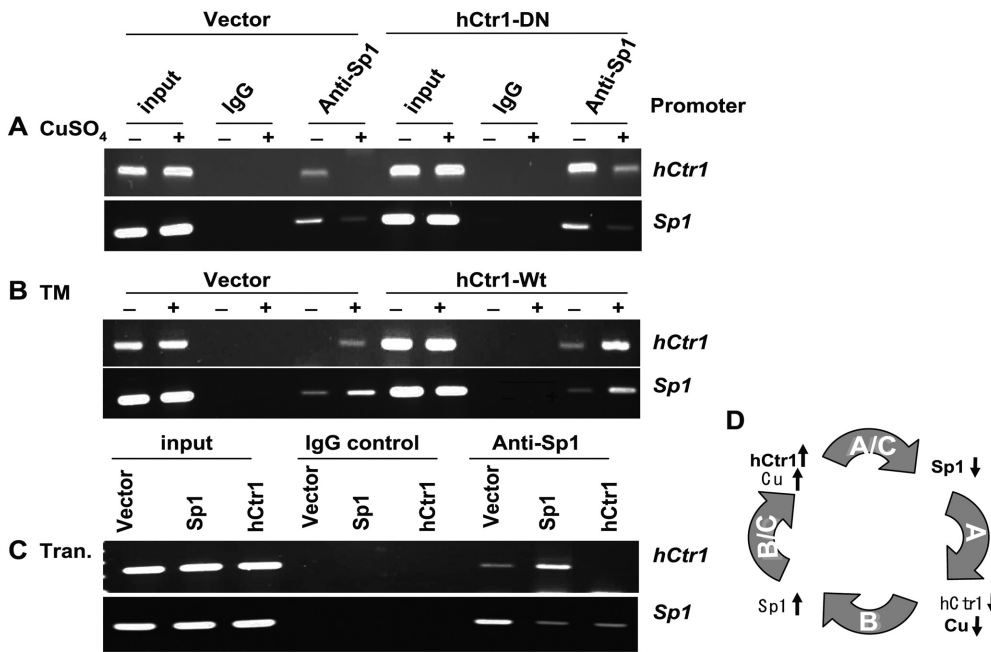 Vector hCtr1-DN
input IgG Anti-Sp1 input IgG Anti-Sp1 Promoter
A CuSO4 – + – + – + – + – + – +
hCtr1
Sp1
Vector hCtr1-Wt
B TM – + – + – + – + – + – +
hCtr1
Sp1
input IgG control Anti-Sp1
Vector Sp1 hCtr1 Vector Sp1 hCtr1 Vector Sp1 hCtr1
C Tran.
hCtr1
Sp1
D
A/C
hCtr1
Cu
Sp1
B/C
A
Sp1
hCtr1
Cu
B